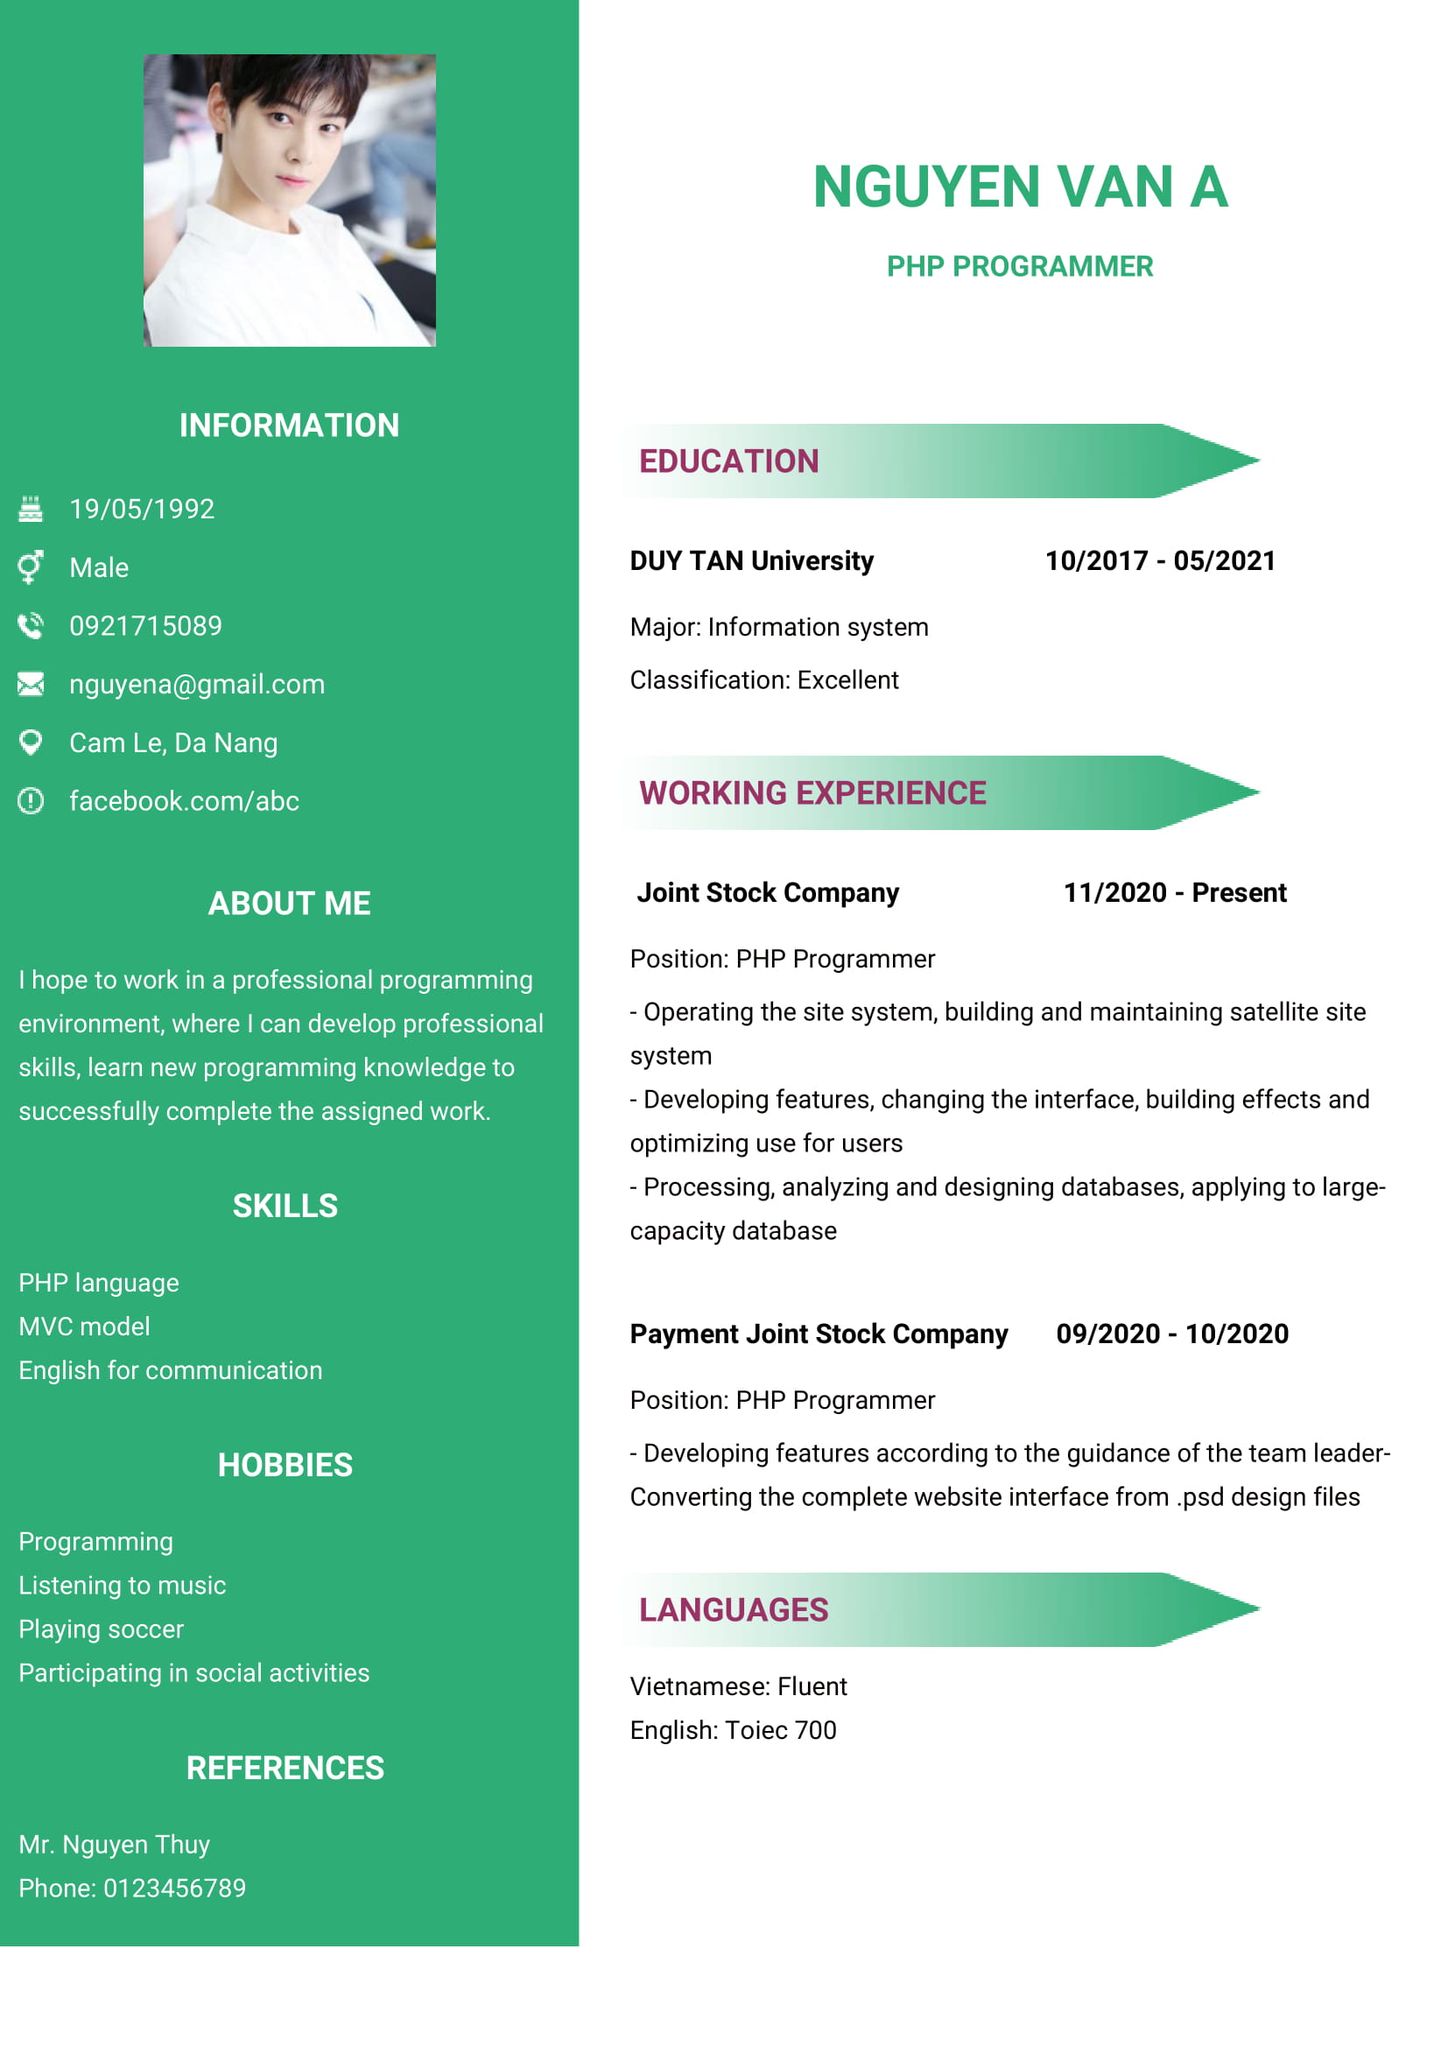 NGUYEN VAN A
PHP PROGRAMMER
INFORMATION
19/05/1992
Male
0921715089
nguyena@gmail.com
Cam Le, Da Nang
facebook.com/abc
ABOUT ME
I hope to work in a professional programming
environment, where I can develop professional
skills, learn new programming knowledge to
successfully complete the assigned work.
SKILLS
PHP language
MVC model
English for communication
HOBBIES
Programming
Listening to music
Playing soccer
Participating in social activities
REFERENCES
Mr. Nguyen Thuy
Phone: 0123456789
EDUCATION
DUY TAN University 10/2017 - 05/2021
Major: Information system
Classification: Excellent
WORKING EXPERIENCE
Joint Stock Company 11/2020 - Present
Position: PHP Programmer
- Operating the site system, building and maintaining satellite site
system
- Developing features, changing the interface, building effects and
optimizing use for users
- Processing, analyzing and designing databases, applying to large-
capacity database
Payment Joint Stock Company 09/2020 - 10/2020
Position: PHP Programmer
- Developing features according to the guidance of the team leader-
Converting the complete website interface from .psd design files
LANGUAGES
Vietnamese: Fluent
English: Toiec 700